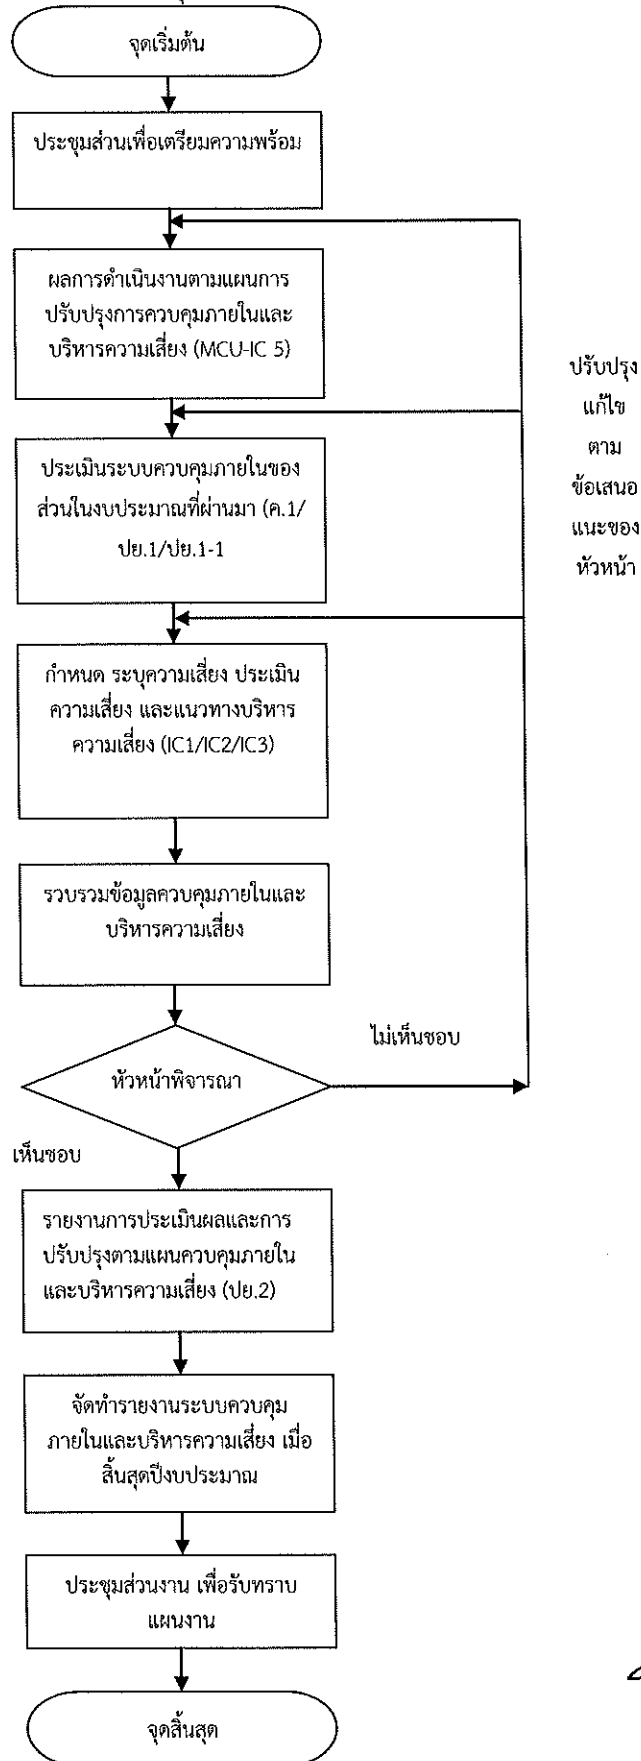 จุดเริ่มต้น
ประชุมส่วนเพื่อเตรียมความพร้อม
ผลการดำเนินงานตามแผนการ
ปรับปรุงการควบคุมภายในและ
บริหารความเสี่ยง (MCU-IC 5)
ปรับปรุง
แก้ไข
ตาม
ข้อเสนอ
แนะของ
หัวหน้า
ประเมินระบบควบคุมภายในของ
ส่วนในงบประมาณที่ผ่านมา (ค.1/
ปย.1/ปย.1-1
กำหนด ระบุความเสี่ยง ประเมิน
ความเสี่ยง และแนวทางบริหาร
ความเสี่ยง (IC1/IC2/IC3)
รวบรวมข้อมูลควบคุมภายในและ
บริหารความเสี่ยง
ไม่เห็นชอบ
หัวหน้าพิจารณา
เห็นชอบ
รายงานการประเมินผลและการ
ปรับปรุงตามแผนควบคุมภายใน
และบริหารความเสี่ยง (ปย.2)
จัดทำรายงานระบบควบคุม
ภายในและบริหารความเสี่ยง เมื่อ
สิ้นสุดปีงบประมาณ
ประชุมส่วนงาน เพื่อรับทราบ
แผนงาน
จุดสิ้นสุด